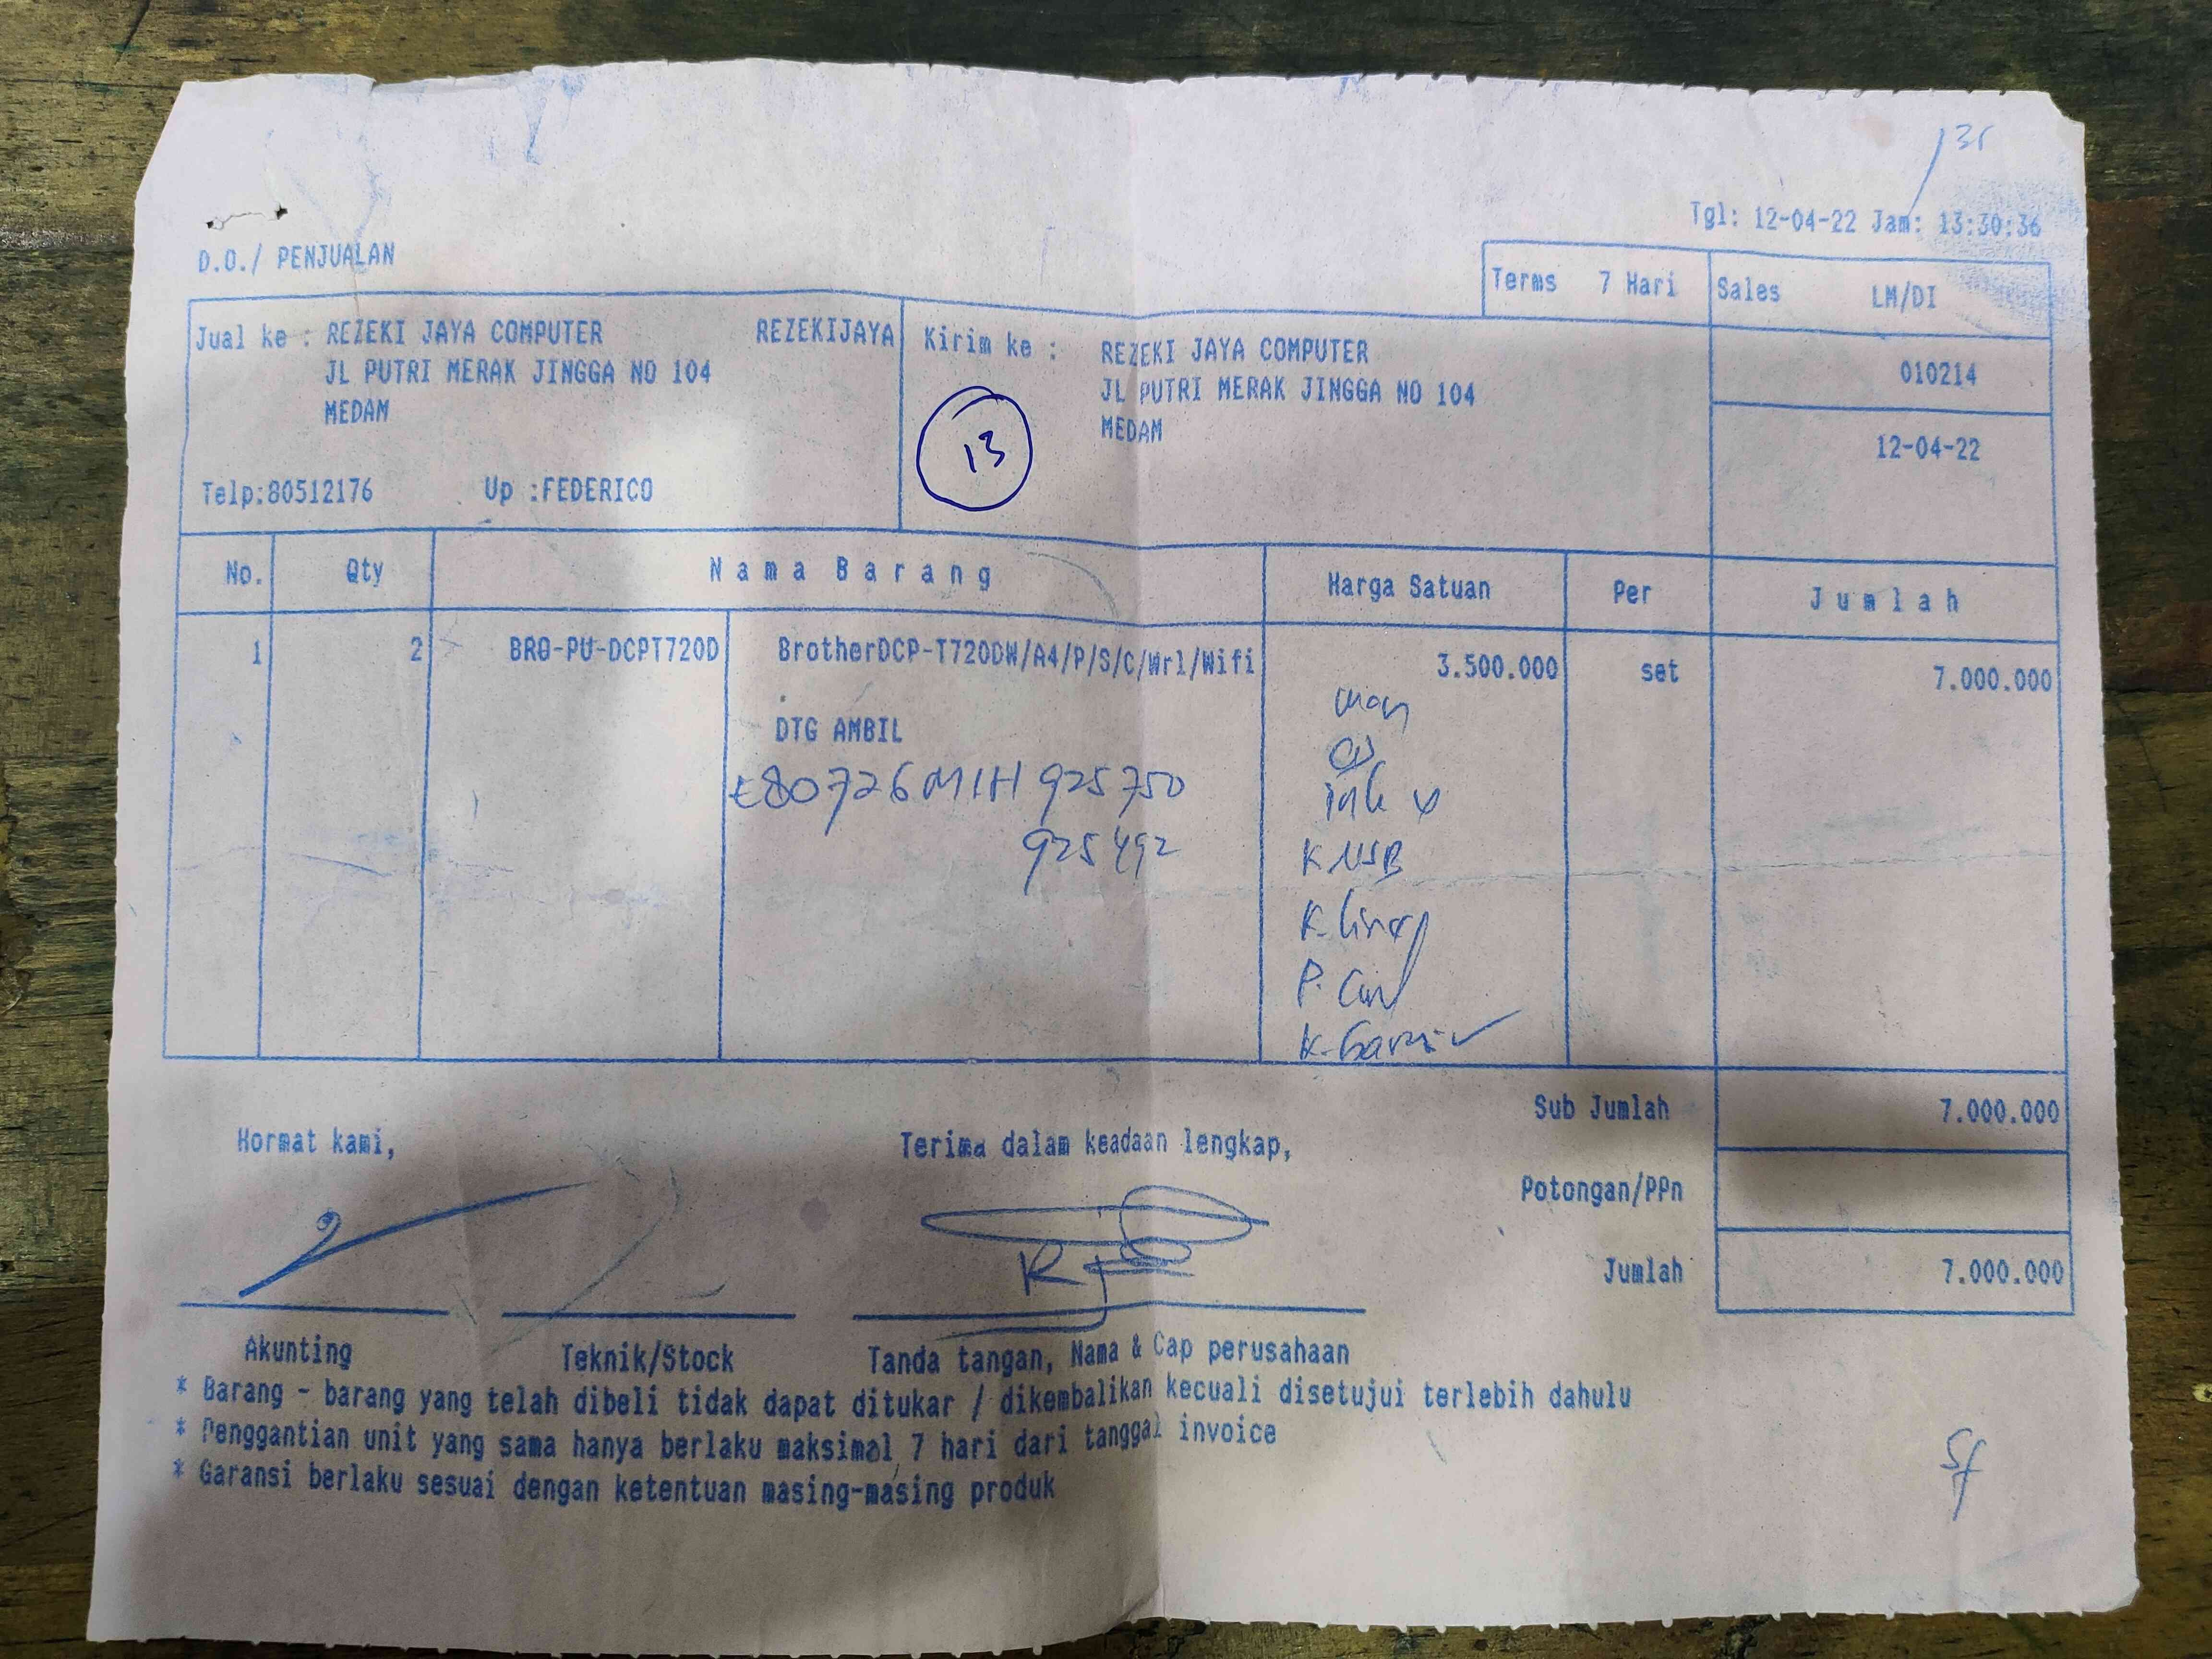 Tgl: 12-04-22 Jam: 13:30:36
D.O./ PENJUALAN
Terms 7 Hari Sales LM/DI
Jual ke : REZEKI JAYA COMPUTER REZEKIJAYA
JL PUTRI MERAK JINGGA NO 104
MEDAM
Telp:80512176 Up :FEDERICO
Kirim ke : REZEKI JAYA COMPUTER
JL PUTRI MERAK JINGGA NO 104
MEDAM
13
010214
12-04-22
No. Qty Nama Barang Harga Satuan Per Jumlah
1 2 BRO-PU-DCPT720D BrotherDCP-T720DW/A4/P/S/C/Wrl/Wifi 3.500.000 set 7.000.000
DTG AMBIL
E80726M1H 925750
925492
K USB
Sub Jumlah 7.000.000
Potongan/PPn
Jumlah 7.000.000
Hormat kami,
Terima dalam keadaan lengkap,
Akunting Teknik/Stock Tanda tangan, Nama & Cap perusahaan
* Barang - barang yang telah dibeli tidak dapat ditukar / dikembalikan kecuali disetujui terlebih dahulu
* Penggantian unit yang sama hanya berlaku maksimal 7 hari dari tanggal invoice
* Garansi berlaku sesuai dengan ketentuan masing-masing produk